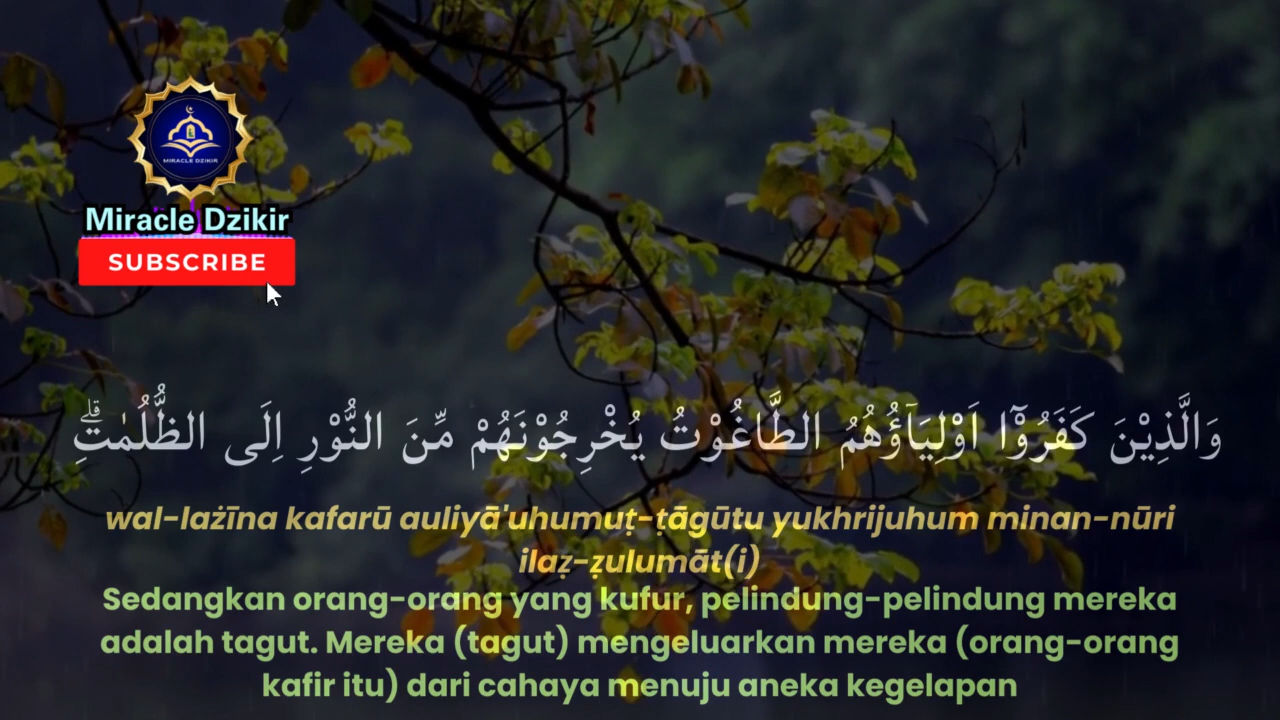 MIRACLE DZIKIR
Miracle Dzikir
SUBSCRIBE
وَالَّذِيْنَ كَفَرُوْٓا اَوْلِيَاۤؤُهُمُ الطَّاغُوْتُ يُخْرِجُوْنَهُمْ مِّنَ النُّوْرِ اِلَى الظُّلُمٰتِۗ
wal-lażīna kafarū auliyā'uhumuṭ-ṭāgūtu yukhrijuhum minan-nūri
ilaẓ-ẓulumāt(i)
Sedangkan orang-orang yang kufur, pelindung-pelindung mereka
adalah tagut. Mereka (tagut) mengeluarkan mereka (orang-orang
kafir itu) dari cahaya menuju aneka kegelapan